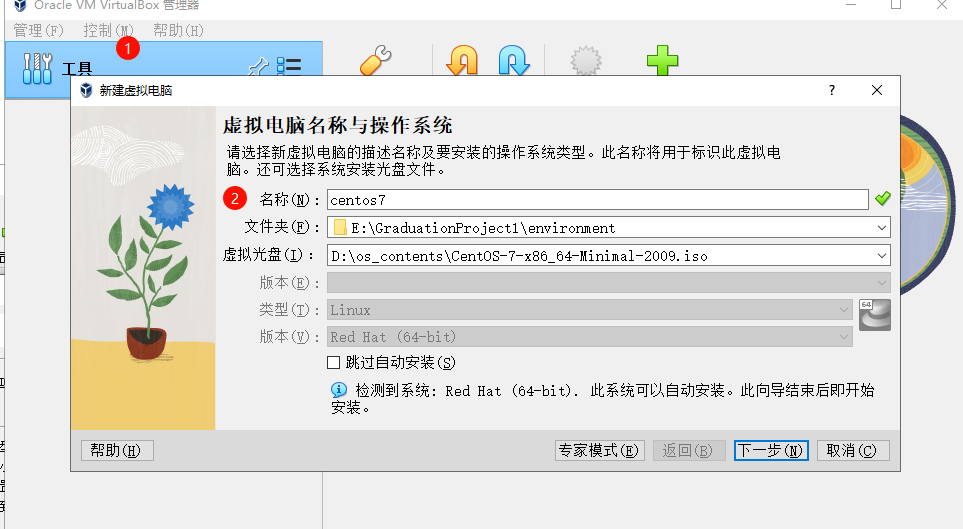 Oracle VM VirtualBox 管理器
管理(F) 控制(M) 帮助(H)
1
工具
新建虚拟电脑
?
虚拟电脑名称与操作系统
请选择新虚拟电脑的描述名称及要安装的操作系统类型。此名称将用于标识此虚拟电
脑。还可选择系统安装光盘文件。
2 名称(N): centos7
文件夹(F): E:\GraduationProject1\environment
虚拟光盘(I): D:\os_contents\CentOS-7-x86_64-Minimal-2009.iso
版本(E):
类型(T): Linux
64
版本(V): Red Hat (64-bit)
跳过自动安装(S)
检测到系统: Red Hat (64-bit). 此系统可以自动安装。此向导结束后即开始
安装。
帮助(H) 专家模式(E) 返回(B) 下一步(N) 取消(C)